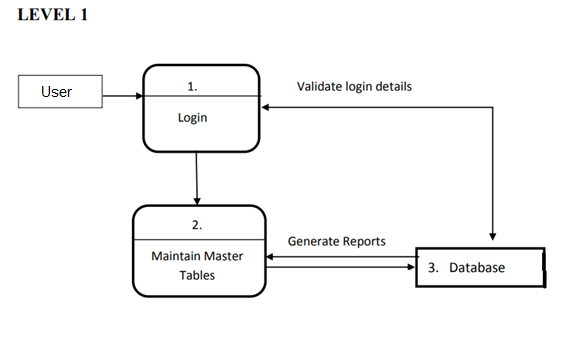 LEVEL 1
User
1.
Login
Validate login details
2.
Maintain Master
Tables
Generate Reports
3. Database